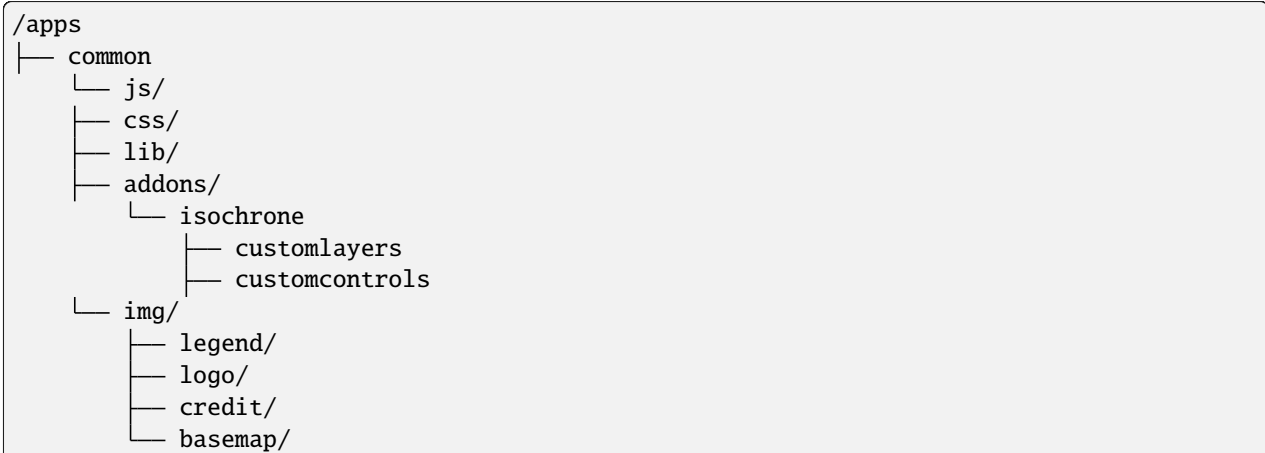 /apps
├── common
    └── js/
    ├── css/
    ├── lib/
    ├── addons/
        └── isochrone
            ├── customlayers
            ├── customcontrols
    └── img/
        ├── legend/
        ├── logo/
        ├── credit/
        └── basemap/